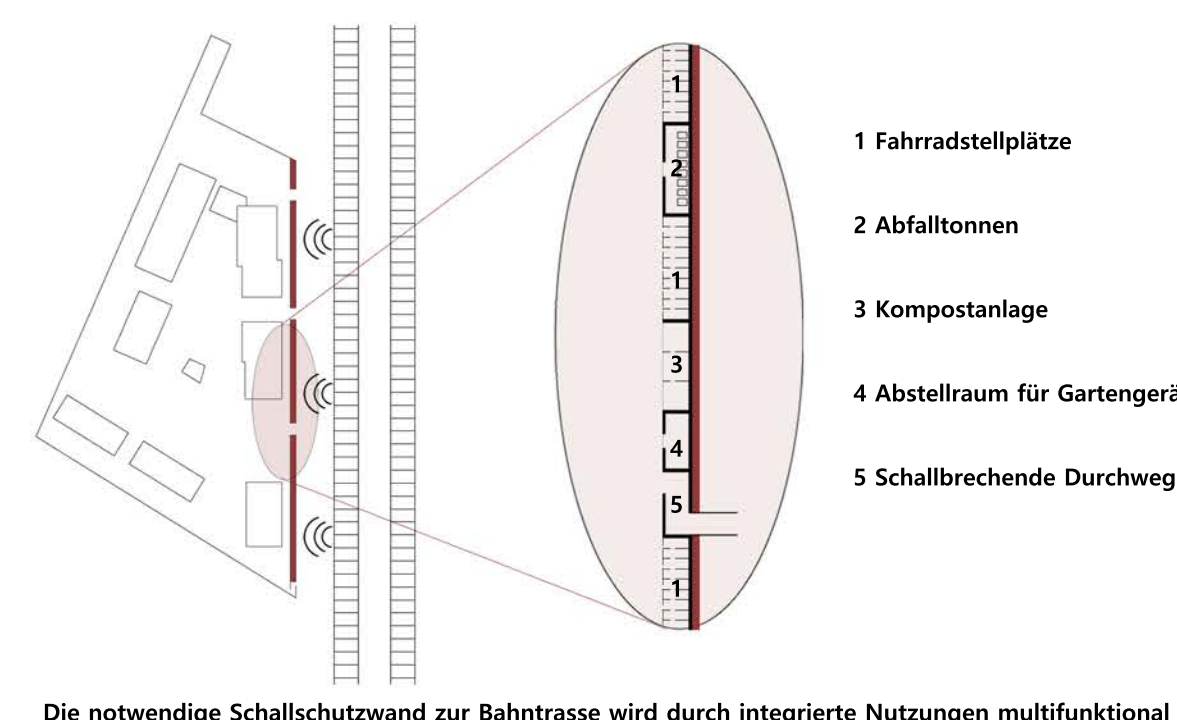 1
2
1
3
4
5
1
1 Fahrradstellplätze
2 Abfalltonnen
3 Kompostanlage
4 Abstellraum für Gartengerä
5 Schallbrechende Durchweg
Die notwendige Schallschutzwand zur Bahntrasse wird durch integrierte Nutzungen multifunktional